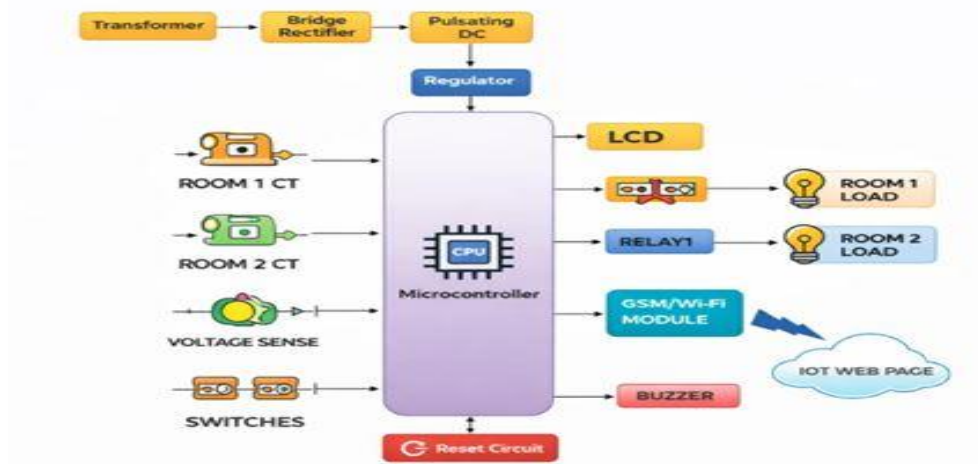 Transformer
Bridge
Rectifier
Pulsating
DC
Regulator
ROOM 1 CT
ROOM 2 CT
VOLTAGE SENSE
SWITCHES
CPU
Microcontroller
LCD
ROOM 1
LOAD
RELAY1
ROOM 2
LOAD
GSM/Wi-Fi
MODULE
IOT WEB PAGE
BUZZER
Reset Circuit